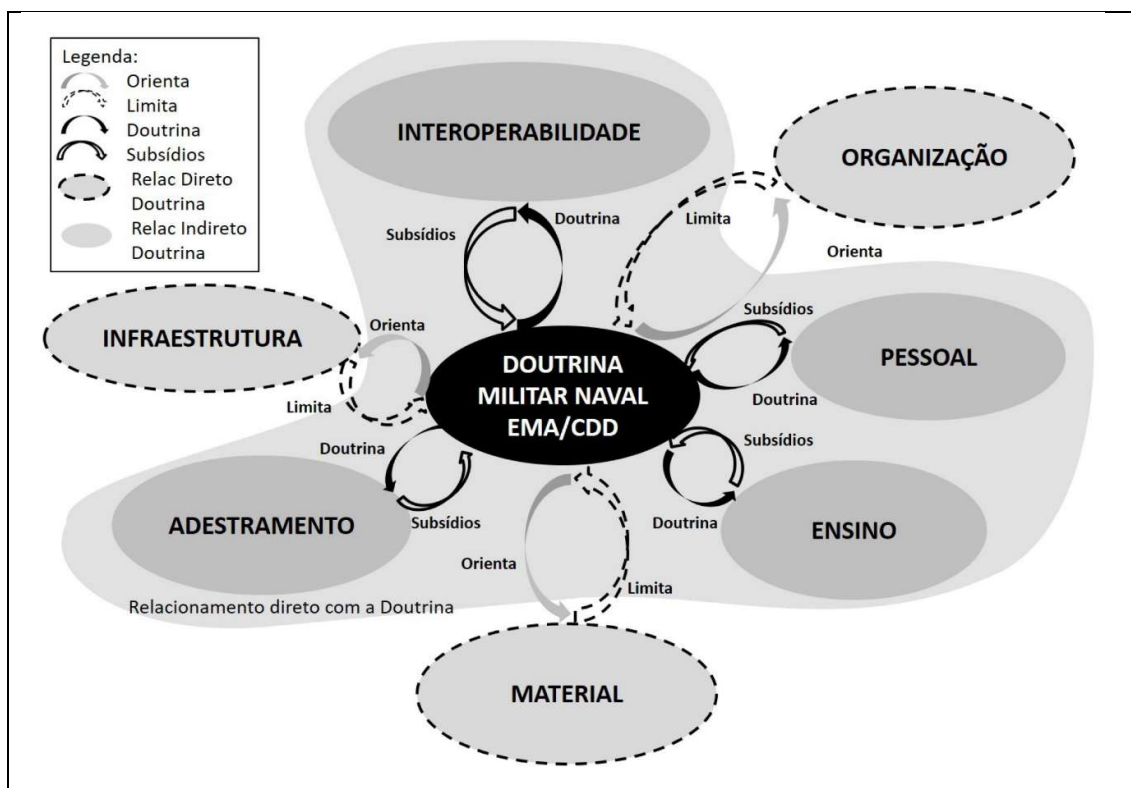 Legenda:
Orienta
Limita
Doutrina
Subsídios
Relac Direto
Doutrina
Relac Indireto
Doutrina
INTEROPERABILIDADE
ORGANIZAÇÃO
Subsídios
Doutrina
Limita
Orienta
INFRAESTRUTURA
Orienta
Limita
DOUTRINA
MILITAR NAVAL
EMA/CDD
Subsídios
PESSOAL
Doutrina
Doutrina
Subsídios
ADESTRAMENTO
Subsídios
Doutrina
ENSINO
Orienta
Limita
Relacionamento direto com a Doutrina
MATERIAL